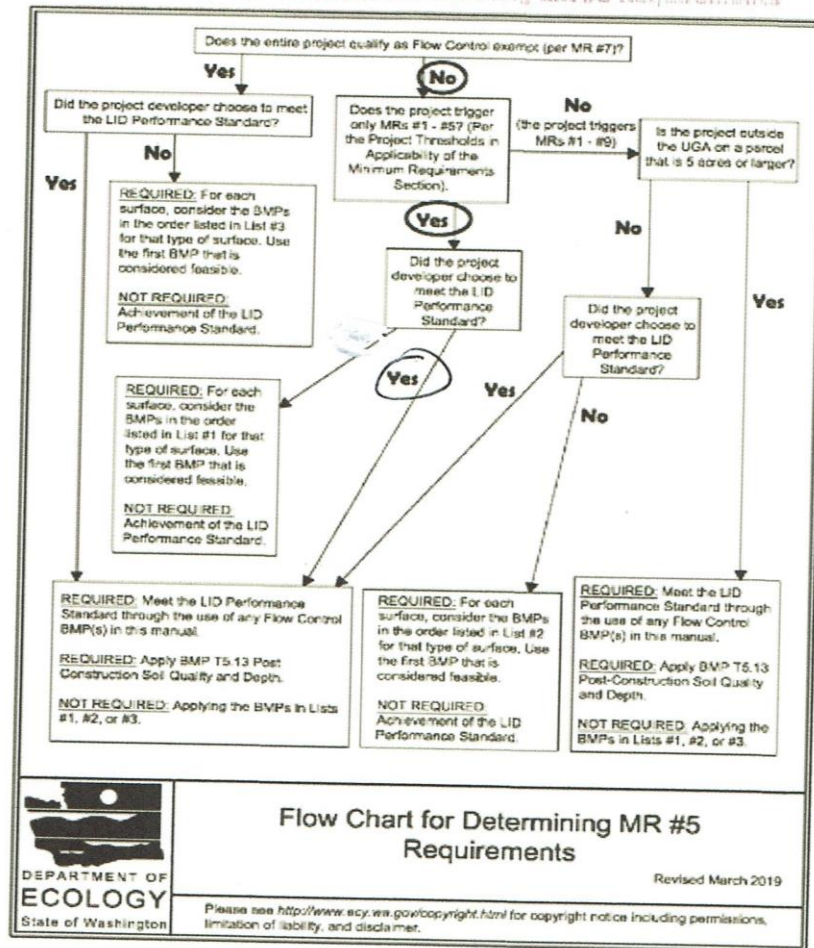 Does the entire project qualify as Flow Control exempt (per MR #7)?
Yes
No
Did the project developer choose to meet
the LID Performance Standard?
Does the project trigger
only MRs #1 - #5? (Per
the Project Thresholds in
Applicability of the
Minimum Requirements
Section).
No
(the project triggers
MRs #1 - #9)
Is the project outside
the UGA on a parcel
that is 5 acres or larger?
Yes
No
REQUIRED: For each
surface, consider the BMPs
in the order listed in List #3
for that type of surface. Use
the first BMP that is
considered feasible.
NOT REQUIRED:
Achievement of the LID
Performance Standard.
Yes
Did the project
developer choose to
meet the LID
Performance
Standard?
No
Yes
Did the project
developer choose to
meet the LID
Performance
Standard?
Yes
Yes
No
REQUIRED: For each
surface, consider the
BMPs in the order
listed in List #1 for that
type of surface. Use
the first BMP that is
considered feasible.
NOT REQUIRED:
Achievement of the LID
Performance Standard.
REQUIRED: Meet the LID Performance
Standard through the use of any Flow Control
BMP(s) in this manual.
REQUIRED: Apply BMP T5.13 Post
Construction Soil Quality and Depth.
NOT REQUIRED: Applying the BMPs in Lists
#1, #2, or #3.
REQUIRED: For each
surface, consider the BMPs
in the order listed in List #2
for that type of surface. Use
the first BMP that is
considered feasible.
NOT REQUIRED:
Achievement of the LID
Performance Standard.
REQUIRED: Meet the LID
Performance Standard through
the use of any Flow Control
BMP(s) in this manual.
REQUIRED: Apply BMP T5.13
Post-Construction Soil Quality
and Depth.
NOT REQUIRED: Applying the
BMPs in Lists #1, #2, or #3.
DEPARTMENT OF
ECOLOGY
State of Washington
Flow Chart for Determining MR #5
Requirements
Revised March 2019
Please see http://www.ecy.wa.gov/copyright.html for copyright notice including permissions,
limitation of liability, and disclaimer.